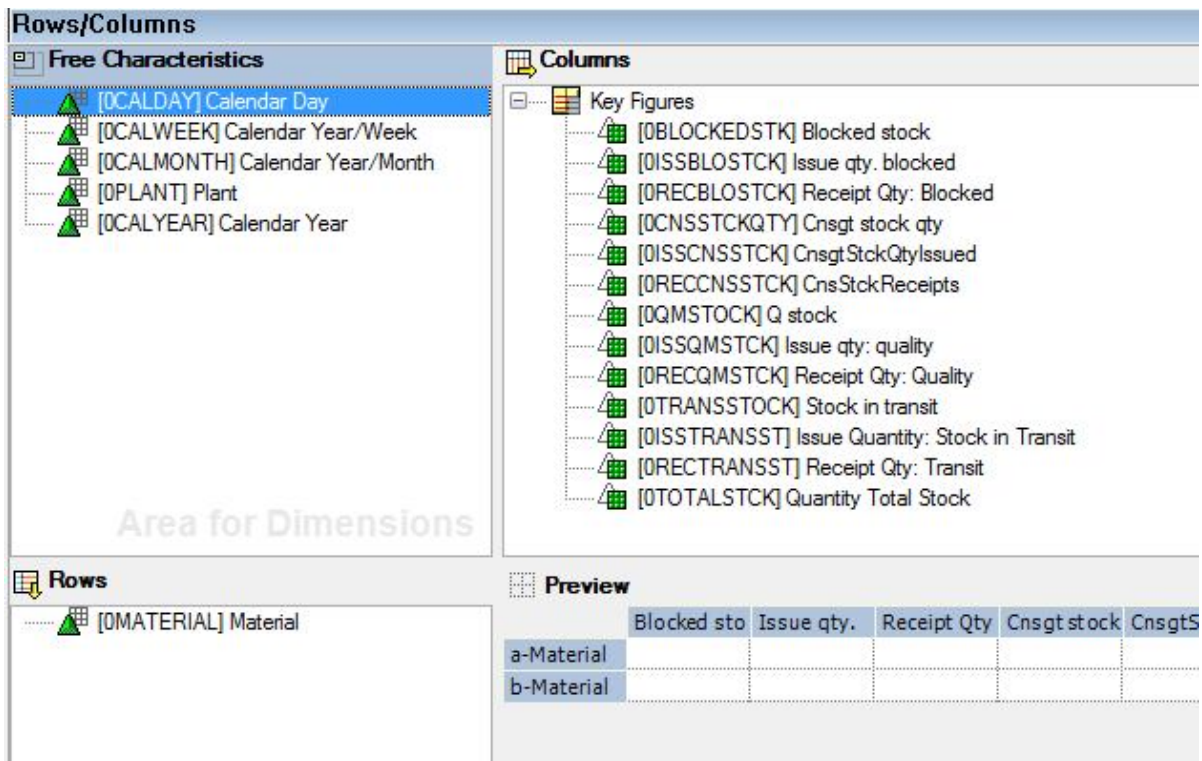 Rows/Columns
Free Characteristics
[0CALDAY] Calendar Day
[0CALWEEK] Calendar Year/Week
[0CALMONTH] Calendar Year/Month
[0PLANT] Plant
[0CALYEAR] Calendar Year
Area for Dimensions
Columns
Key Figures
[0BLOCKEDSTK] Blocked stock
[0ISSBLOSTCK] Issue qty. blocked
[0RECBLOSTCK] Receipt Qty: Blocked
[0CNSSTCKQTY] Cnsgt stock qty
[0ISSCNSSTCK] CnsgtStckQtyIssued
[0RECCNSSTCK] CnsStckReceipts
[0QMSTOCK] Q stock
[0ISSQMSTCK] Issue qty: quality
[0RECQMSTCK] Receipt Qty: Quality
[0TRANSSTOCK] Stock in transit
[0ISSTRANSST] Issue Quantity: Stock in Transit
[0RECTRANSST] Receipt Qty: Transit
[0TOTALSTCK] Quantity Total Stock
Rows
[0MATERIAL] Material
Preview
Blocked sto Issue qty. Receipt Qty Cnsgt stock CnsgtS
a-Material
b-Material